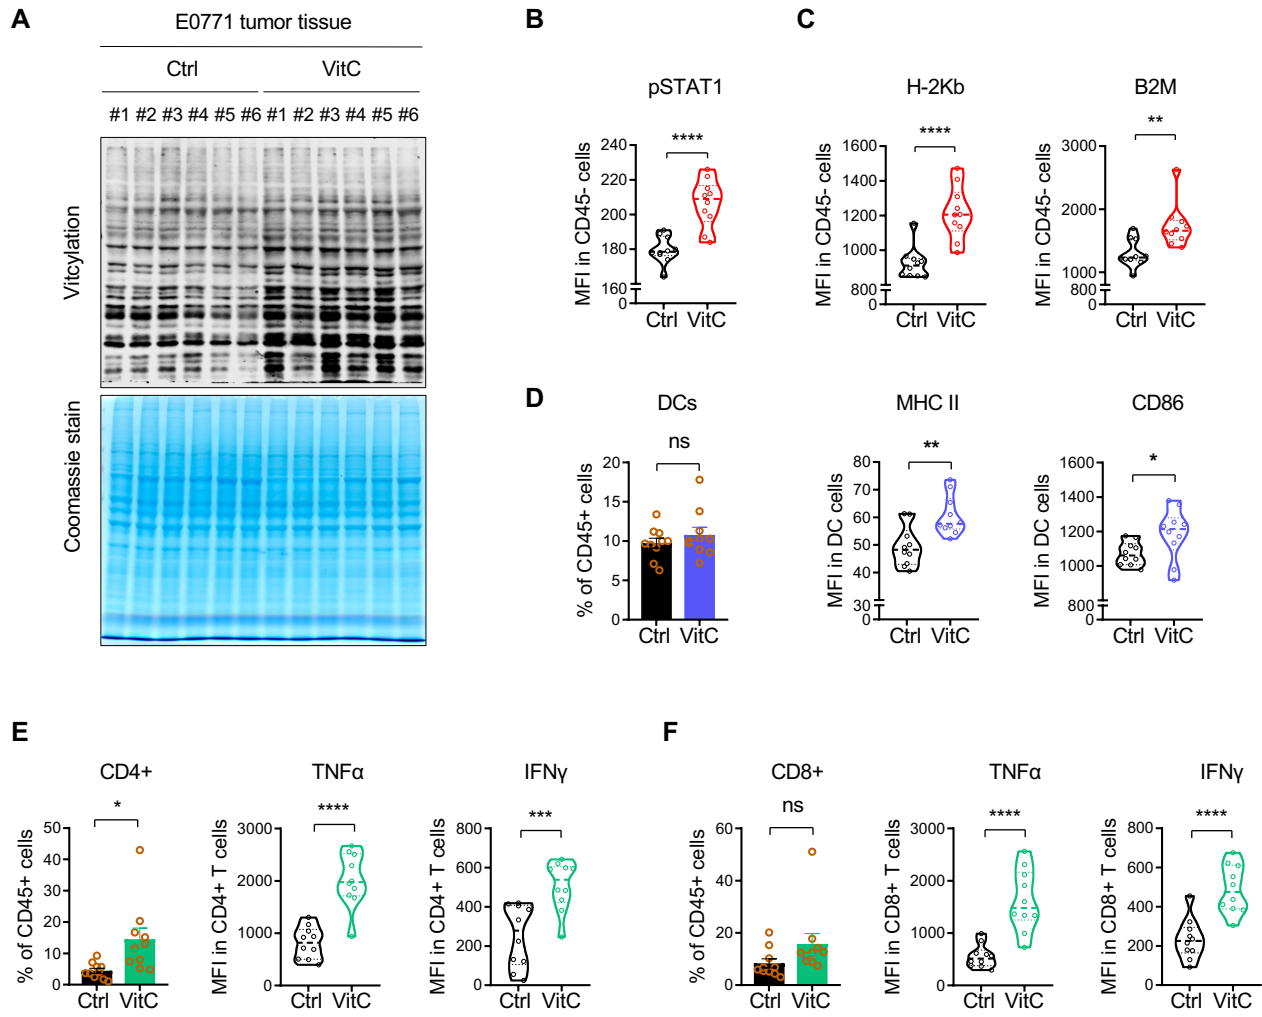 A
E0771 tumor tissue
Ctrl VitC
#1 #2 #3 #4 #5 #6 #1 #2 #3 #4 #5 #6
Vitcylation
Coomassie stain
B
pSTAT1
****
MFI in CD45- cells
240
220
200
180
160
0
Ctrl VitC
C
H-2Kb
****
MFI in CD45- cells
1600
1400
1200
1000
800
0
Ctrl VitC
B2M
**
MFI in CD45- cells
3000
2000
1000
0
Ctrl VitC
D
DCs
ns
% of CD45+ cells
20
15
10
5
0
Ctrl VitC
MHC II
**
MFI in DC cells
80
70
60
50
40
30
0
Ctrl VitC
CD86
*
MFI in DC cells
1600
1400
1200
1000
800
0
Ctrl VitC
E
CD4+
*
% of CD45+ cells
50
40
30
20
10
0
Ctrl VitC
TNFα
****
MFI in CD4+ T cells
3000
2000
1000
0
Ctrl VitC
IFNγ
***
MFI in CD4+ T cells
800
600
400
200
0
Ctrl VitC
F
CD8+
ns
% of CD45+ cells
60
40
20
0
Ctrl VitC
TNFα
****
MFI in CD8+ T cells
3000
2000
1000
0
Ctrl VitC
IFNγ
****
MFI in CD8+ T cells
800
600
400
200
0
Ctrl VitC